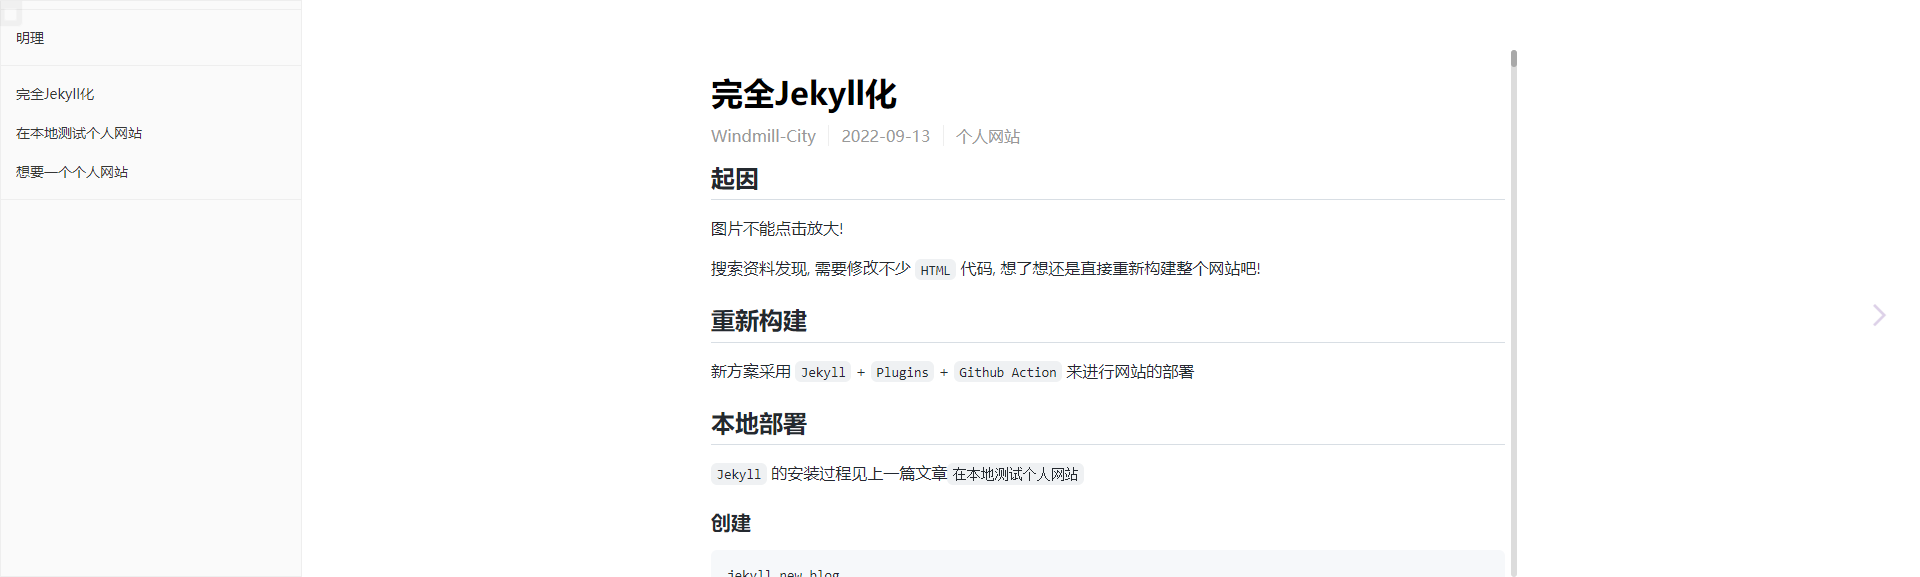 明理
完全Jekyll化
在本地测试个人网站
想要一个个人网站
完全Jekyll化
Windmill-City 2022-09-13 个人网站
起因
图片不能点击放大!
搜索资料发现, 需要修改不少 HTML 代码, 想了想还是直接重新构建整个网站吧!
重新构建
新方案采用 Jekyll + Plugins + Github Action 来进行网站的部署
本地部署
Jekyll 的安装过程见上一篇文章 在本地测试个人网站
创建
jekyll new blog